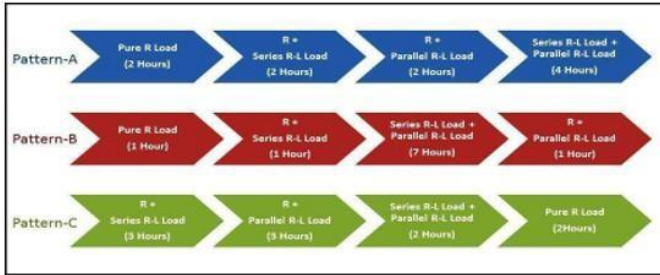 Pattern-A
Pure R Load
(2 Hours)
R +
Series R-L Load
(2 Hours)
R +
Parallel R-L Load
(2 Hours)
Series R-L Load +
Parallel R-L Load
(4 Hours)
Pattern-B
Pure R Load
(1 Hour)
R +
Series R-L Load
(1 Hour)
Series R-L Load +
Parallel R-L Load
(7 Hours)
R +
Parallel R-L Load
(1 Hour)
Pattern-C
R +
Series R-L Load
(3 Hours)
R +
Parallel R-L Load
(3 Hours)
Series R-L Load +
Parallel R-L Load
(2 Hours)
Pure R Load
(2Hours)